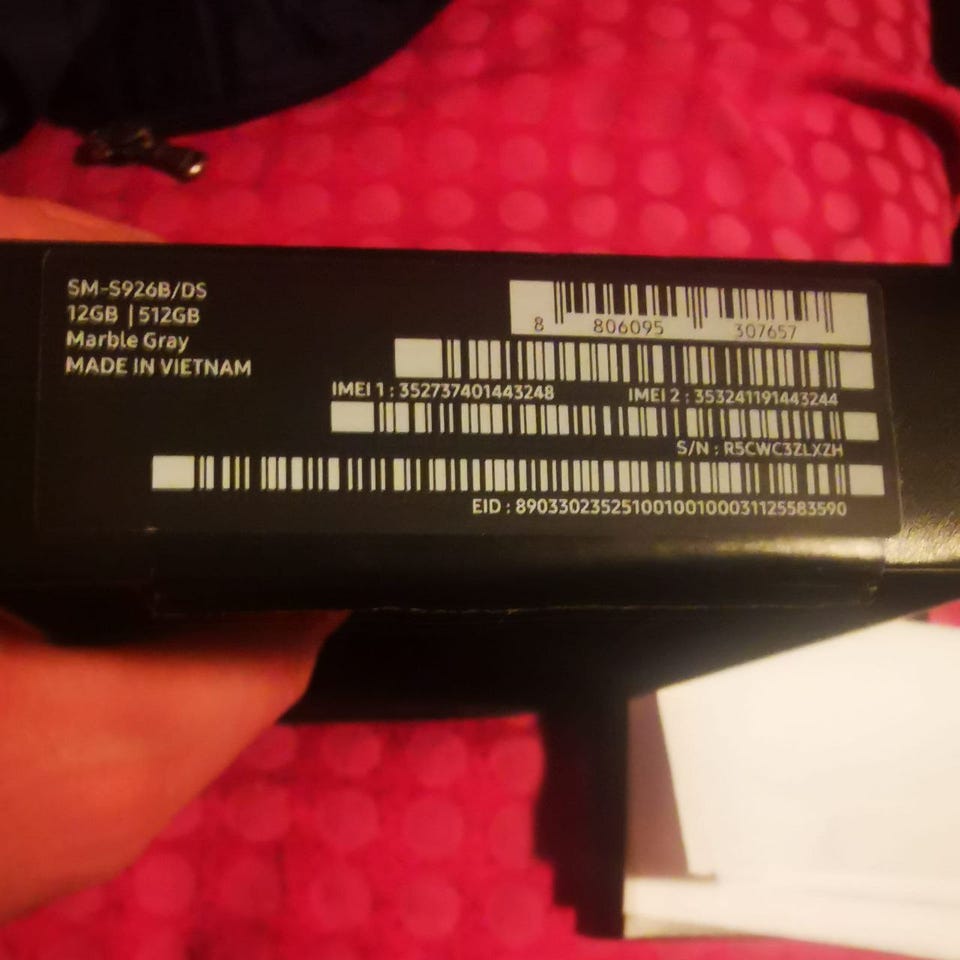 SM-S926B/DS
12GB | 512GB
Marble Gray
MADE IN VIETNAM
8 806095 307657
IMEI 1 : 352737401443248 IMEI 2 : 353241191443244
S/N : R5CWC3ZLXZH
EID : 89033023525100100100031125583590